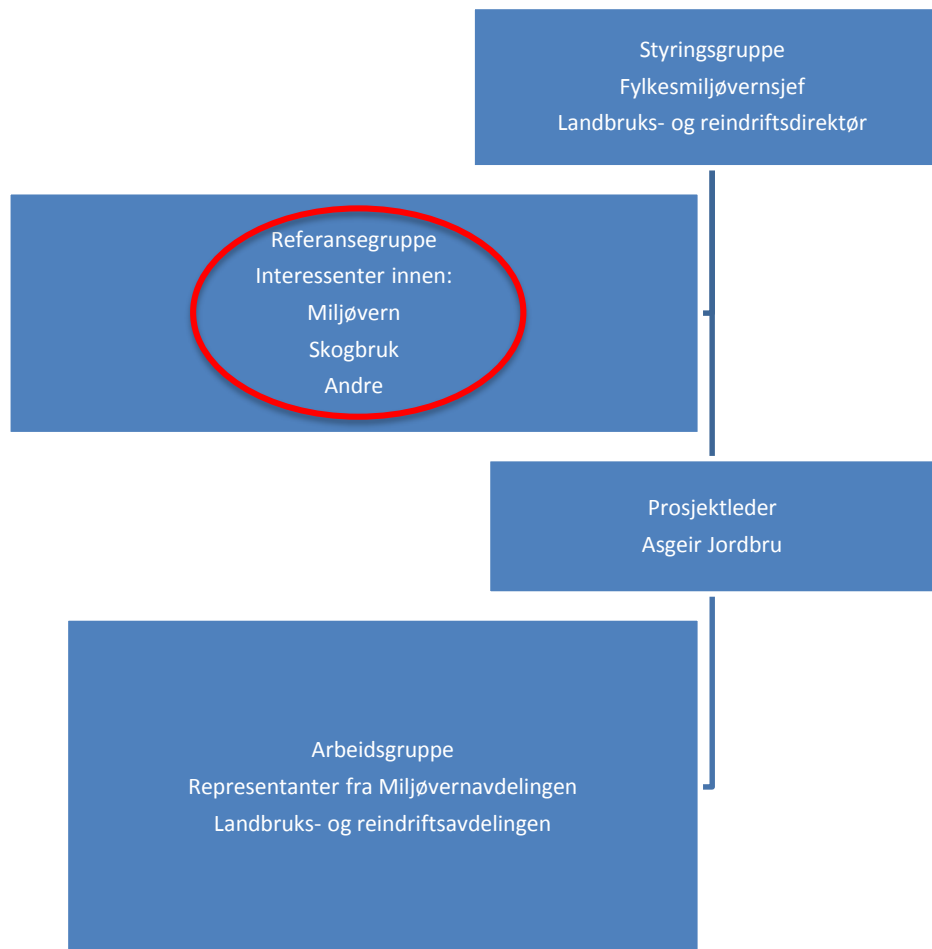 Styringsgruppe
Fylkesmiljøvernsjef
Landbruks- og reindriftsdirektør
Referansegruppe
Interessenter innen:
Miljøvern
Skogbruk
Andre
Prosjektleder
Asgeir Jordbru
Arbeidsgruppe
Representanter fra Miljøvernavdelingen
Landbruks- og reindriftsavdelingen